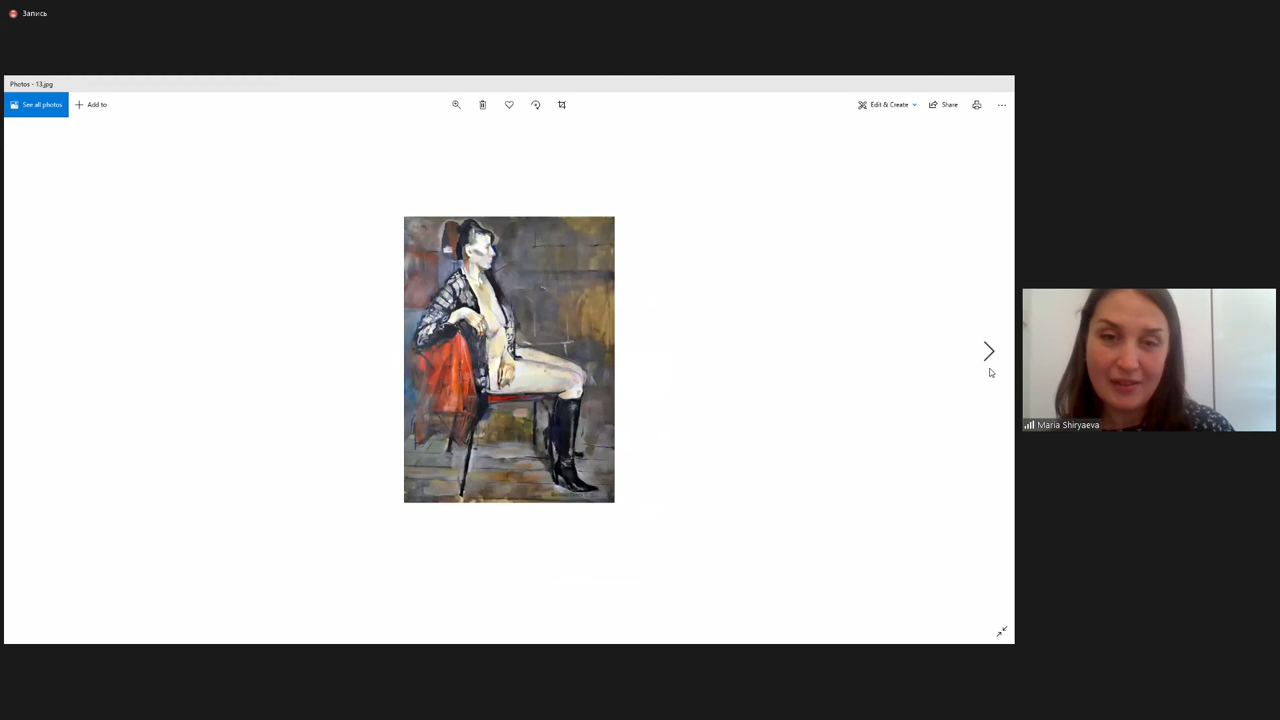 Запись
Photos - 13.jpg
See all photos
Add to
Edit & Create
Share
Maria Shiryaeva